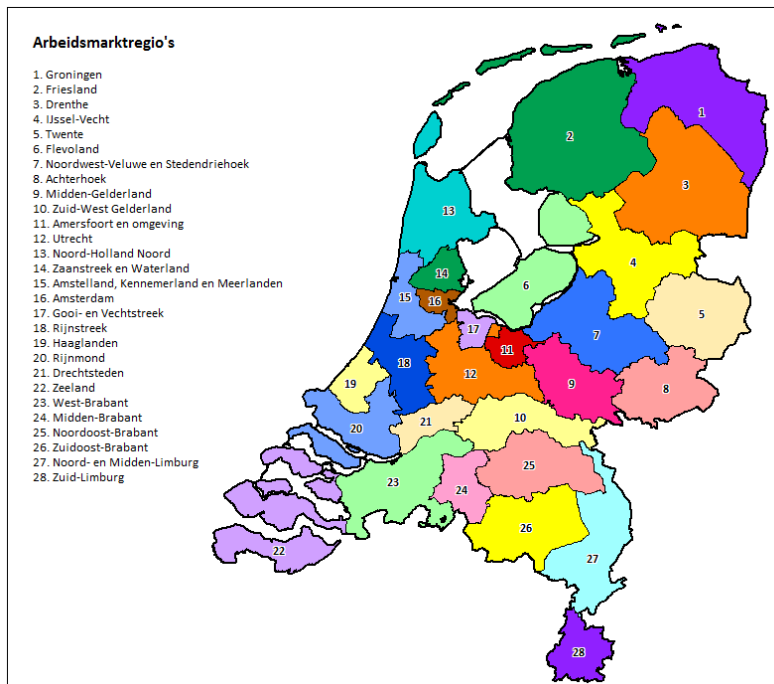 Arbeidsmarktregio's
1. Groningen
2. Friesland
3. Drenthe
4. IJssel-Vecht
5. Twente
6. Flevoland
7. Noordwest-Veluwe en Stedendriehoek
8. Achterhoek
9. Midden-Gelderland
10. Zuid-West Gelderland
11. Amersfoort en omgeving
12. Utrecht
13. Noord-Holland Noord
14. Zaanstreek en Waterland
15. Amstelland, Kennemerland en Meerlanden
16. Amsterdam
17. Gooi- en Vechtstreek
18. Rijnstreek
19. Haaglanden
20. Rijnmond
21. Drechtsteden
22. Zeeland
23. West-Brabant
24. Midden-Brabant
25. Noordoost-Brabant
26. Zuidoost-Brabant
27. Noord- en Midden-Limburg
28. Zuid-Limburg
1
2
3
13
4
14
6
15
16
5
17
7
11
18
12
19
9
8
10
21
20
25
23
24
26
22
27
28